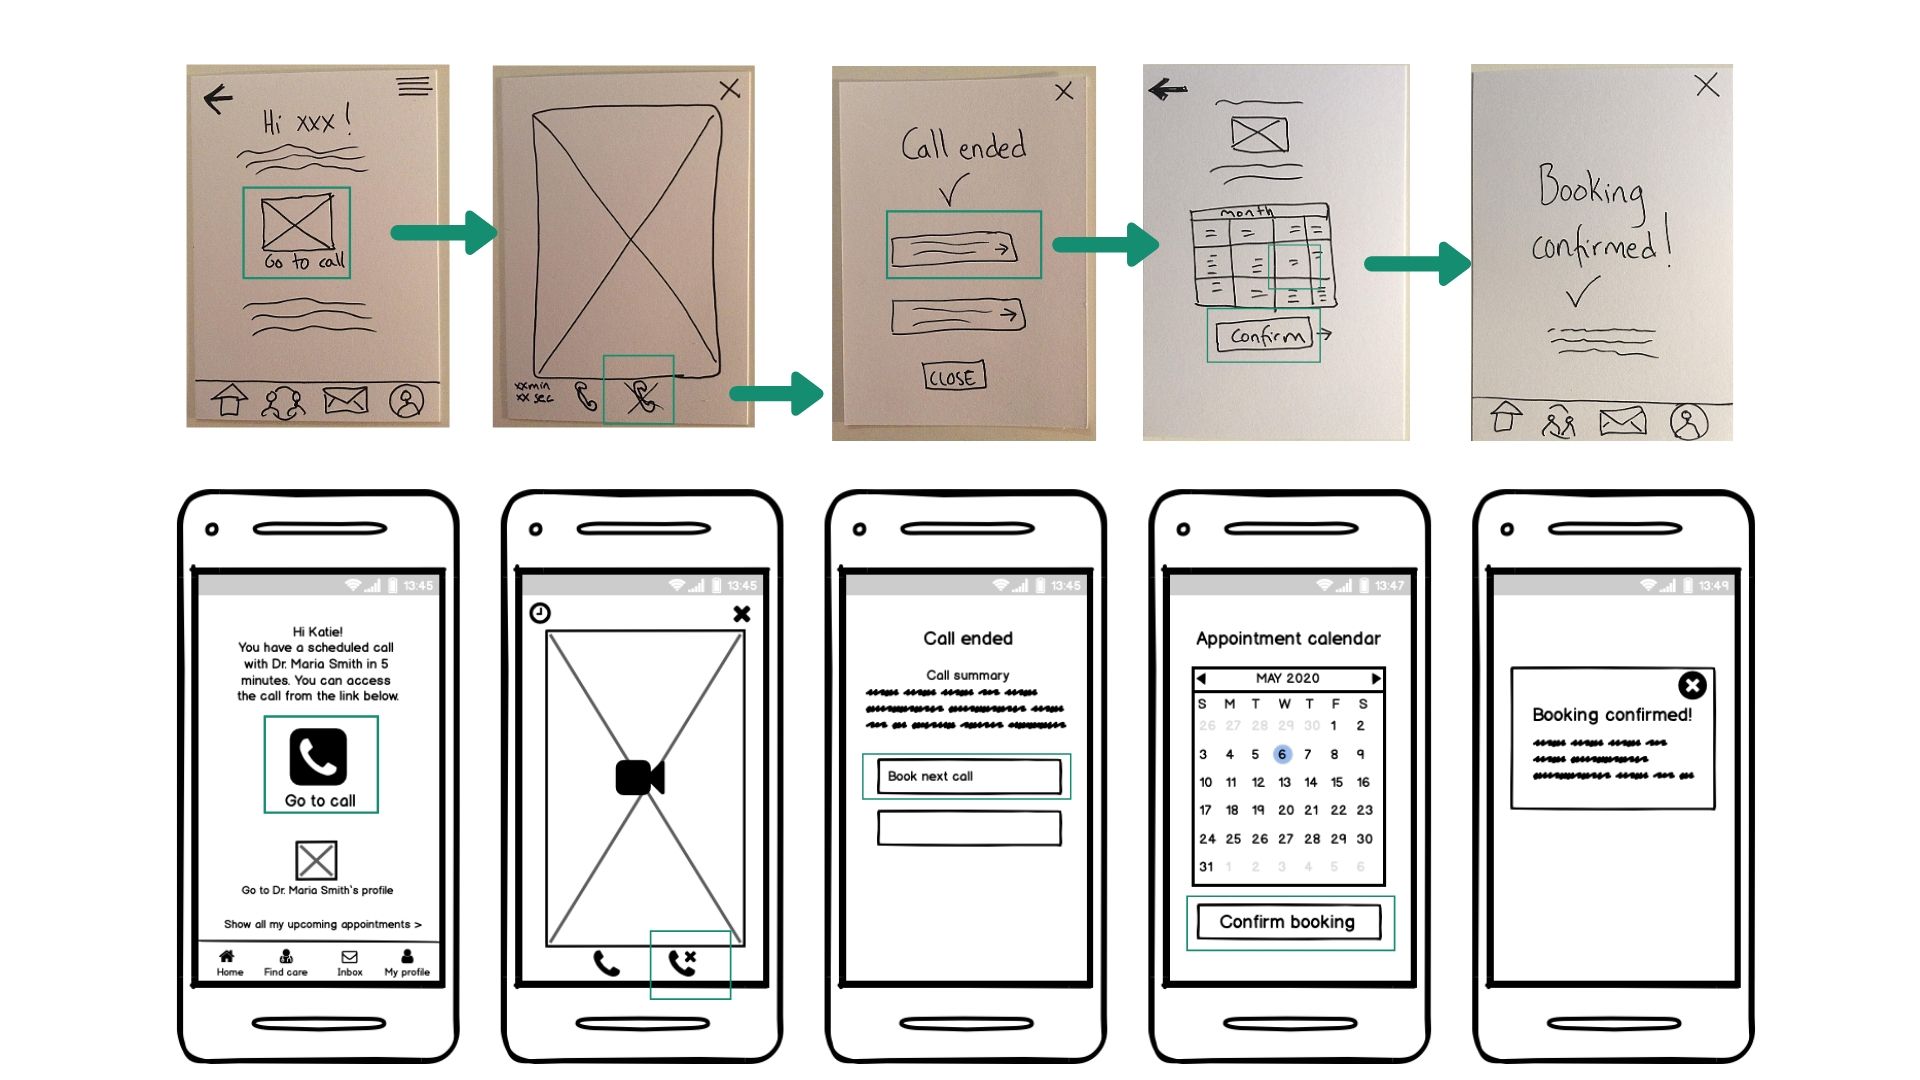 Hi xxx!
Go to call
xx min
xx sec
Call ended
CLOSE
month
Confirm
Booking
confirmed!
13:45
Hi Katie!
You have a scheduled call
with Dr. Maria Smith in 5
minutes. You can access
the call from the link below.
Go to call
Go to Dr. Maria Smith's profile
Show all my upcoming appointments >
Home Find care Inbox My profile
13:45
13:45
Call ended
Call summary
Book next call
13:47
Appointment calendar
MAY 2020
S M T W T F S
26 27 28 29 30 1 2
3 4 5 6 7 8 9
10 11 12 13 14 15 16
17 18 19 20 21 22 23
24 25 26 27 28 29 30
31 1 2 3 4 5 6
Confirm booking
13:49
Booking confirmed!